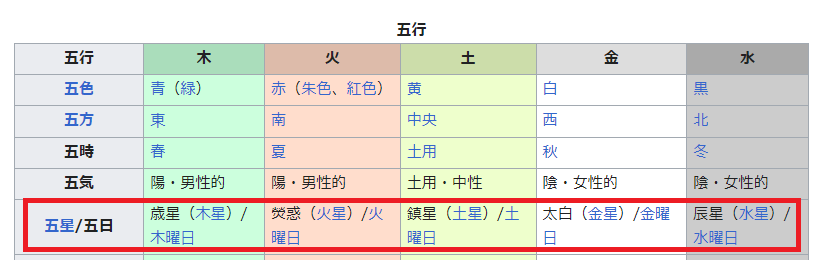 五行
五行 木 火 土 金 水
五色 青（緑） 赤（朱色、紅色） 黄 白 黒
五方 東 南 中央 西 北
五時 春 夏 土用 秋 冬
五気 陽・男性的 陽・男性的 土用・中性 陰・女性的 陰・女性的
五星/五日 歳星（木星）/ 熒惑（火星）/火 鎮星（土星）/土 太白（金星）/金曜 辰星（水星）/
木曜日 曜日 曜日 日 水曜日